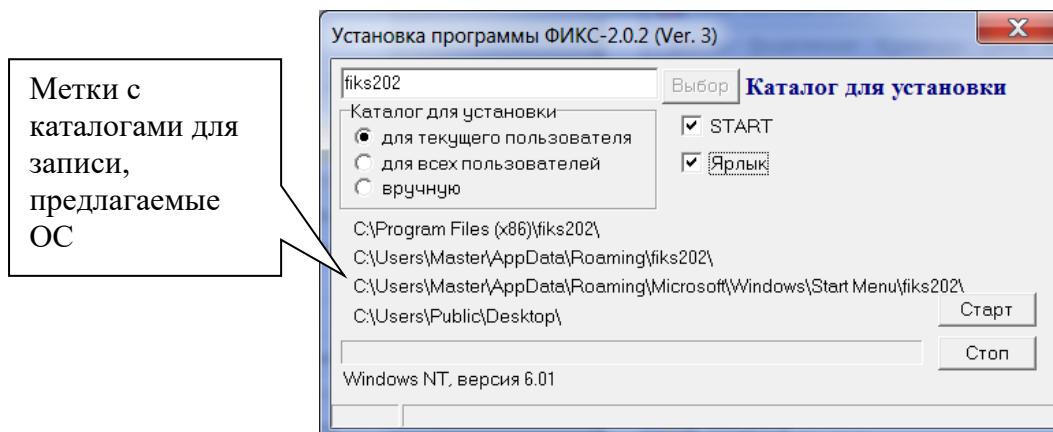 Метки с
каталогами для
записи,
предлагаемые
ОС
Установка программы ФИКС-2.0.2 (Ver. 3)
fiks202
Выбор
Каталог для установки
Каталог для установки
для текущего пользователя
для всех пользователей
вручную
START
Ярлык
C:\Program Files (x86)\fiks202\
C:\Users\Master\AppData\Roaming\fiks202\
C:\Users\Master\AppData\Roaming\Microsoft\Windows\Start Menu\fiks202\
C:\Users\Public\Desktop\
Старт
Стоп
Windows NT, версия 6.01